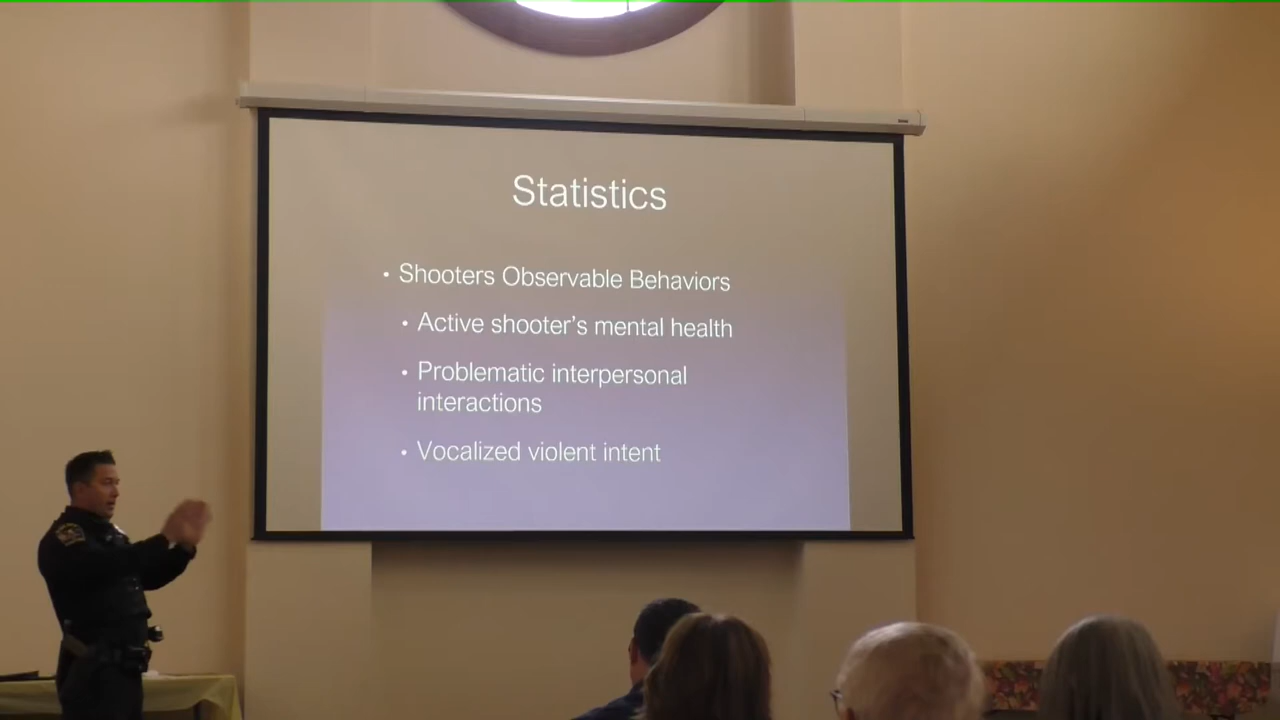 Statistics
• Shooters Observable Behaviors
• Active shooter's mental health
• Problematic interpersonal
interactions
• Vocalized violent intent